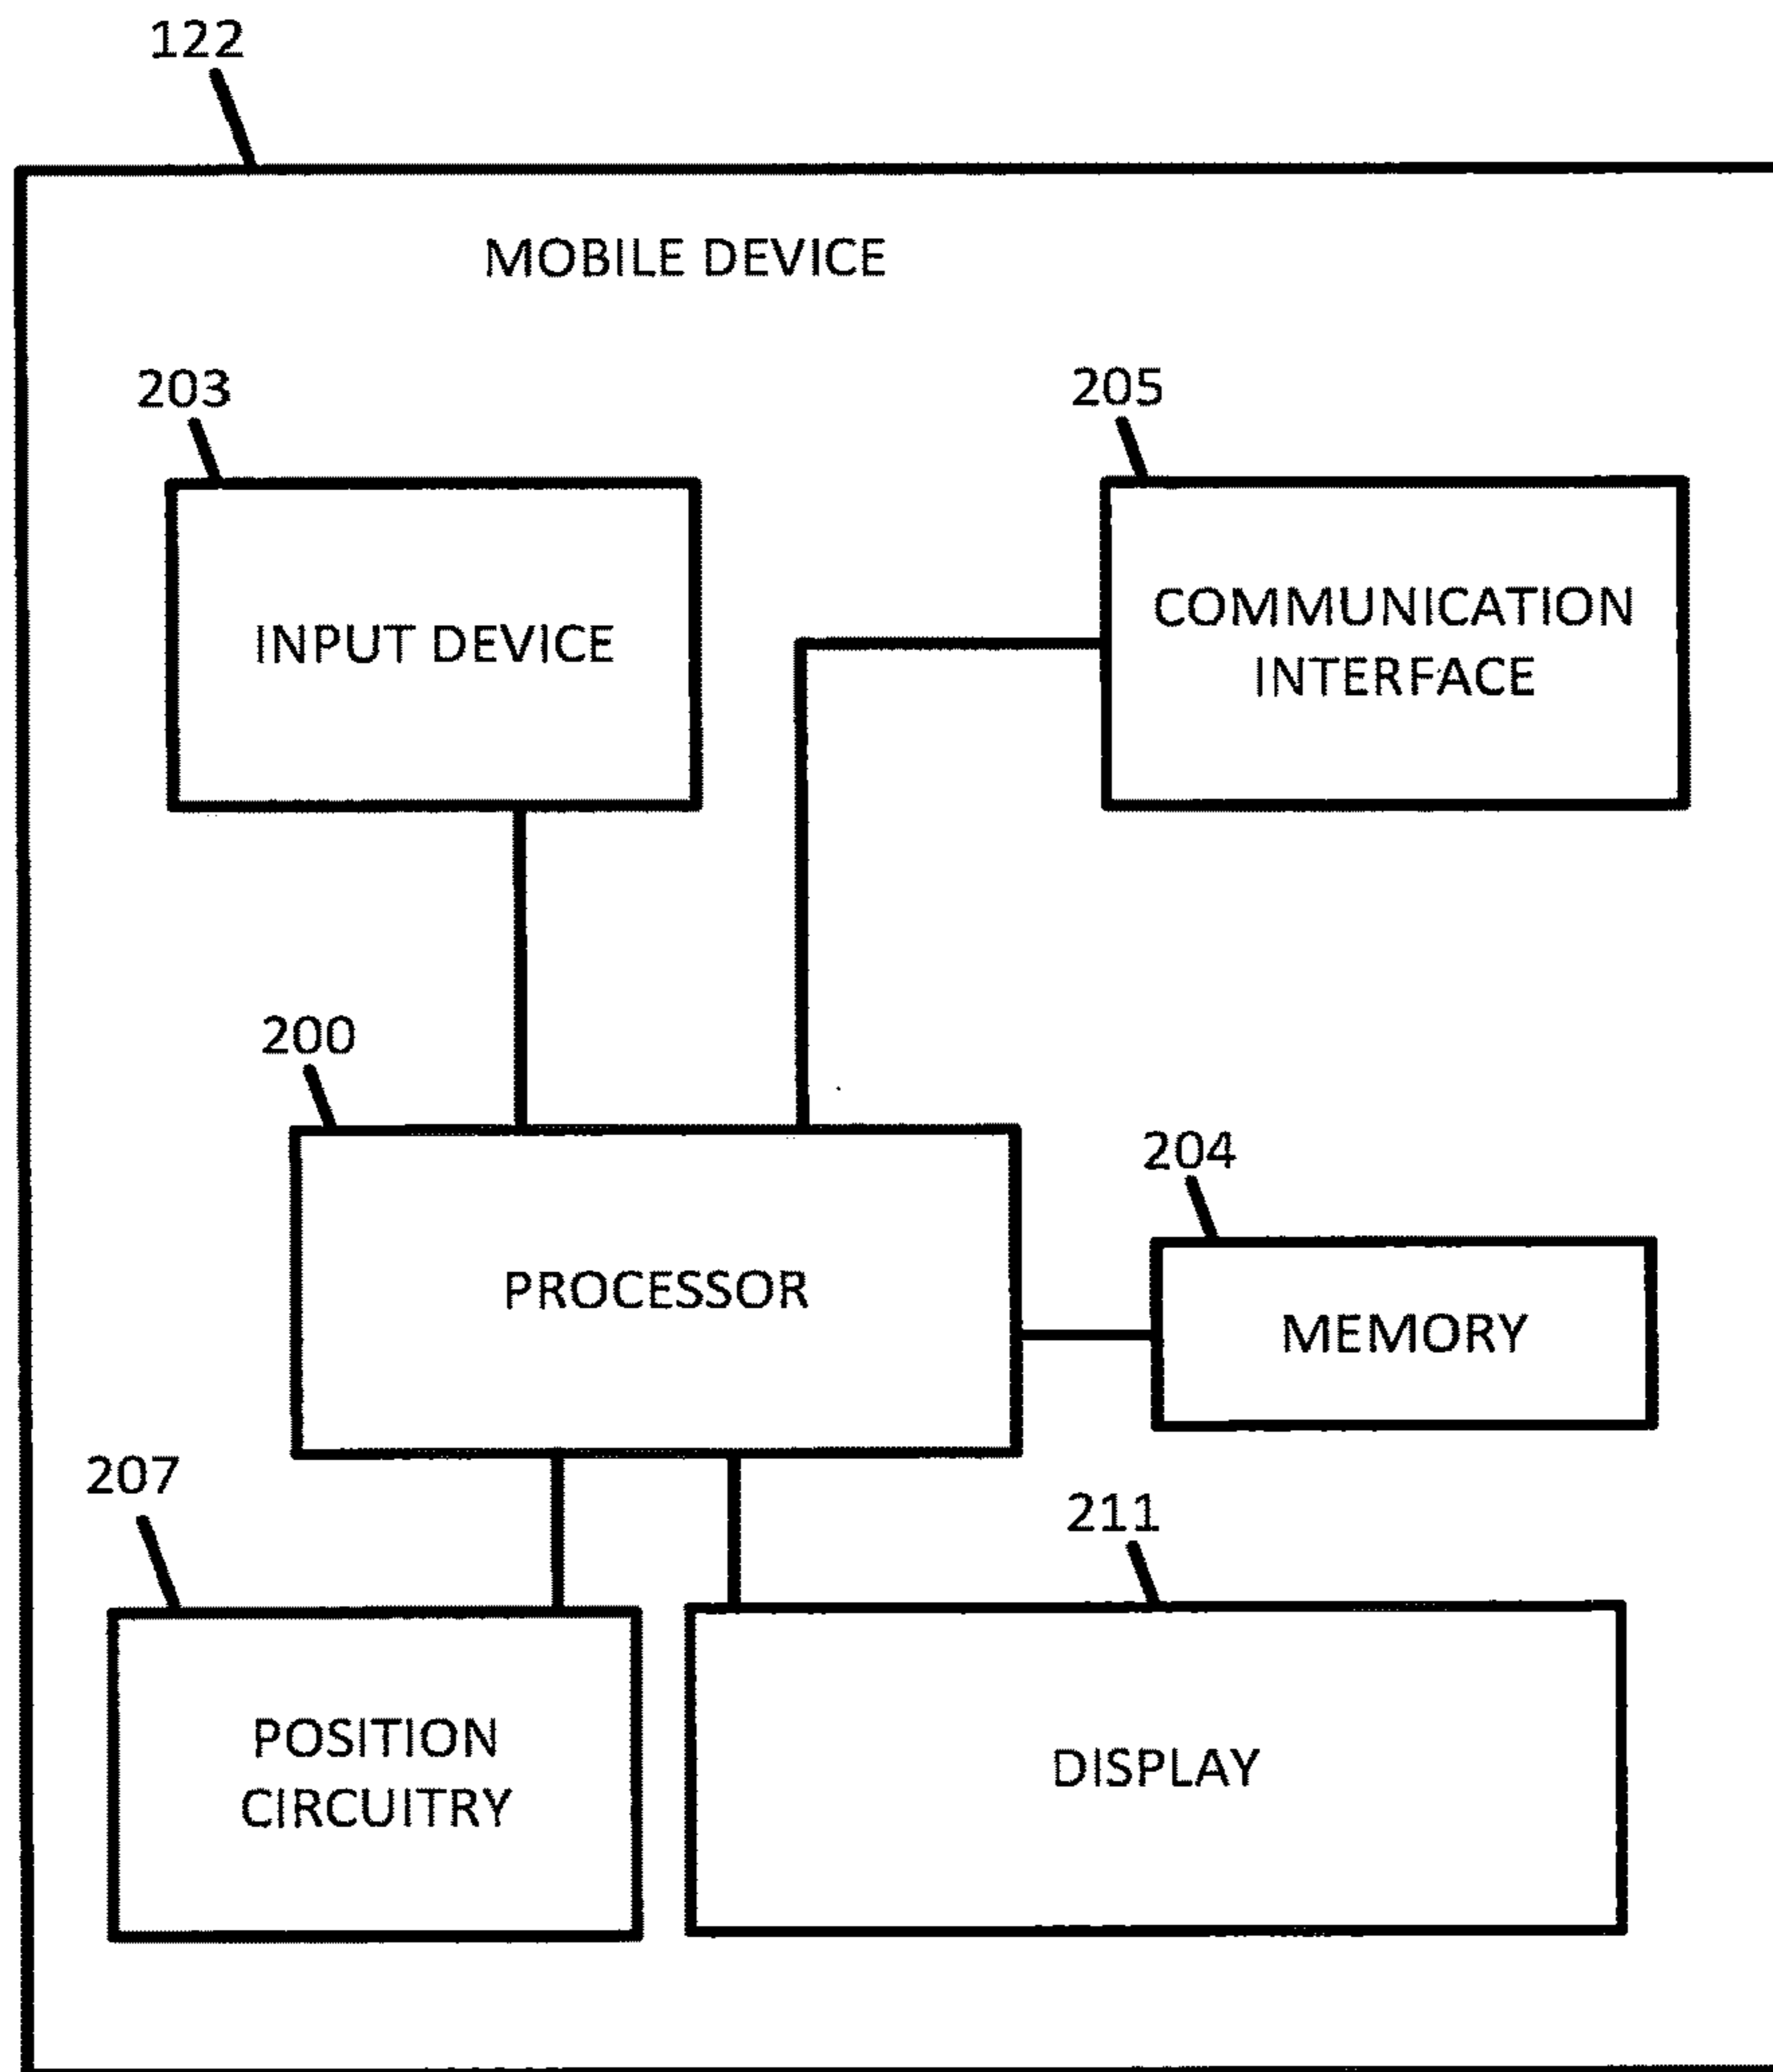 122
MOBILE DEVICE
203
205
INPUT DEVICE
COMMUNICATION
INTERFACE
200
204
PROCESSOR
MEMORY
207
211
POSITION
CIRCUITRY
DISPLAY